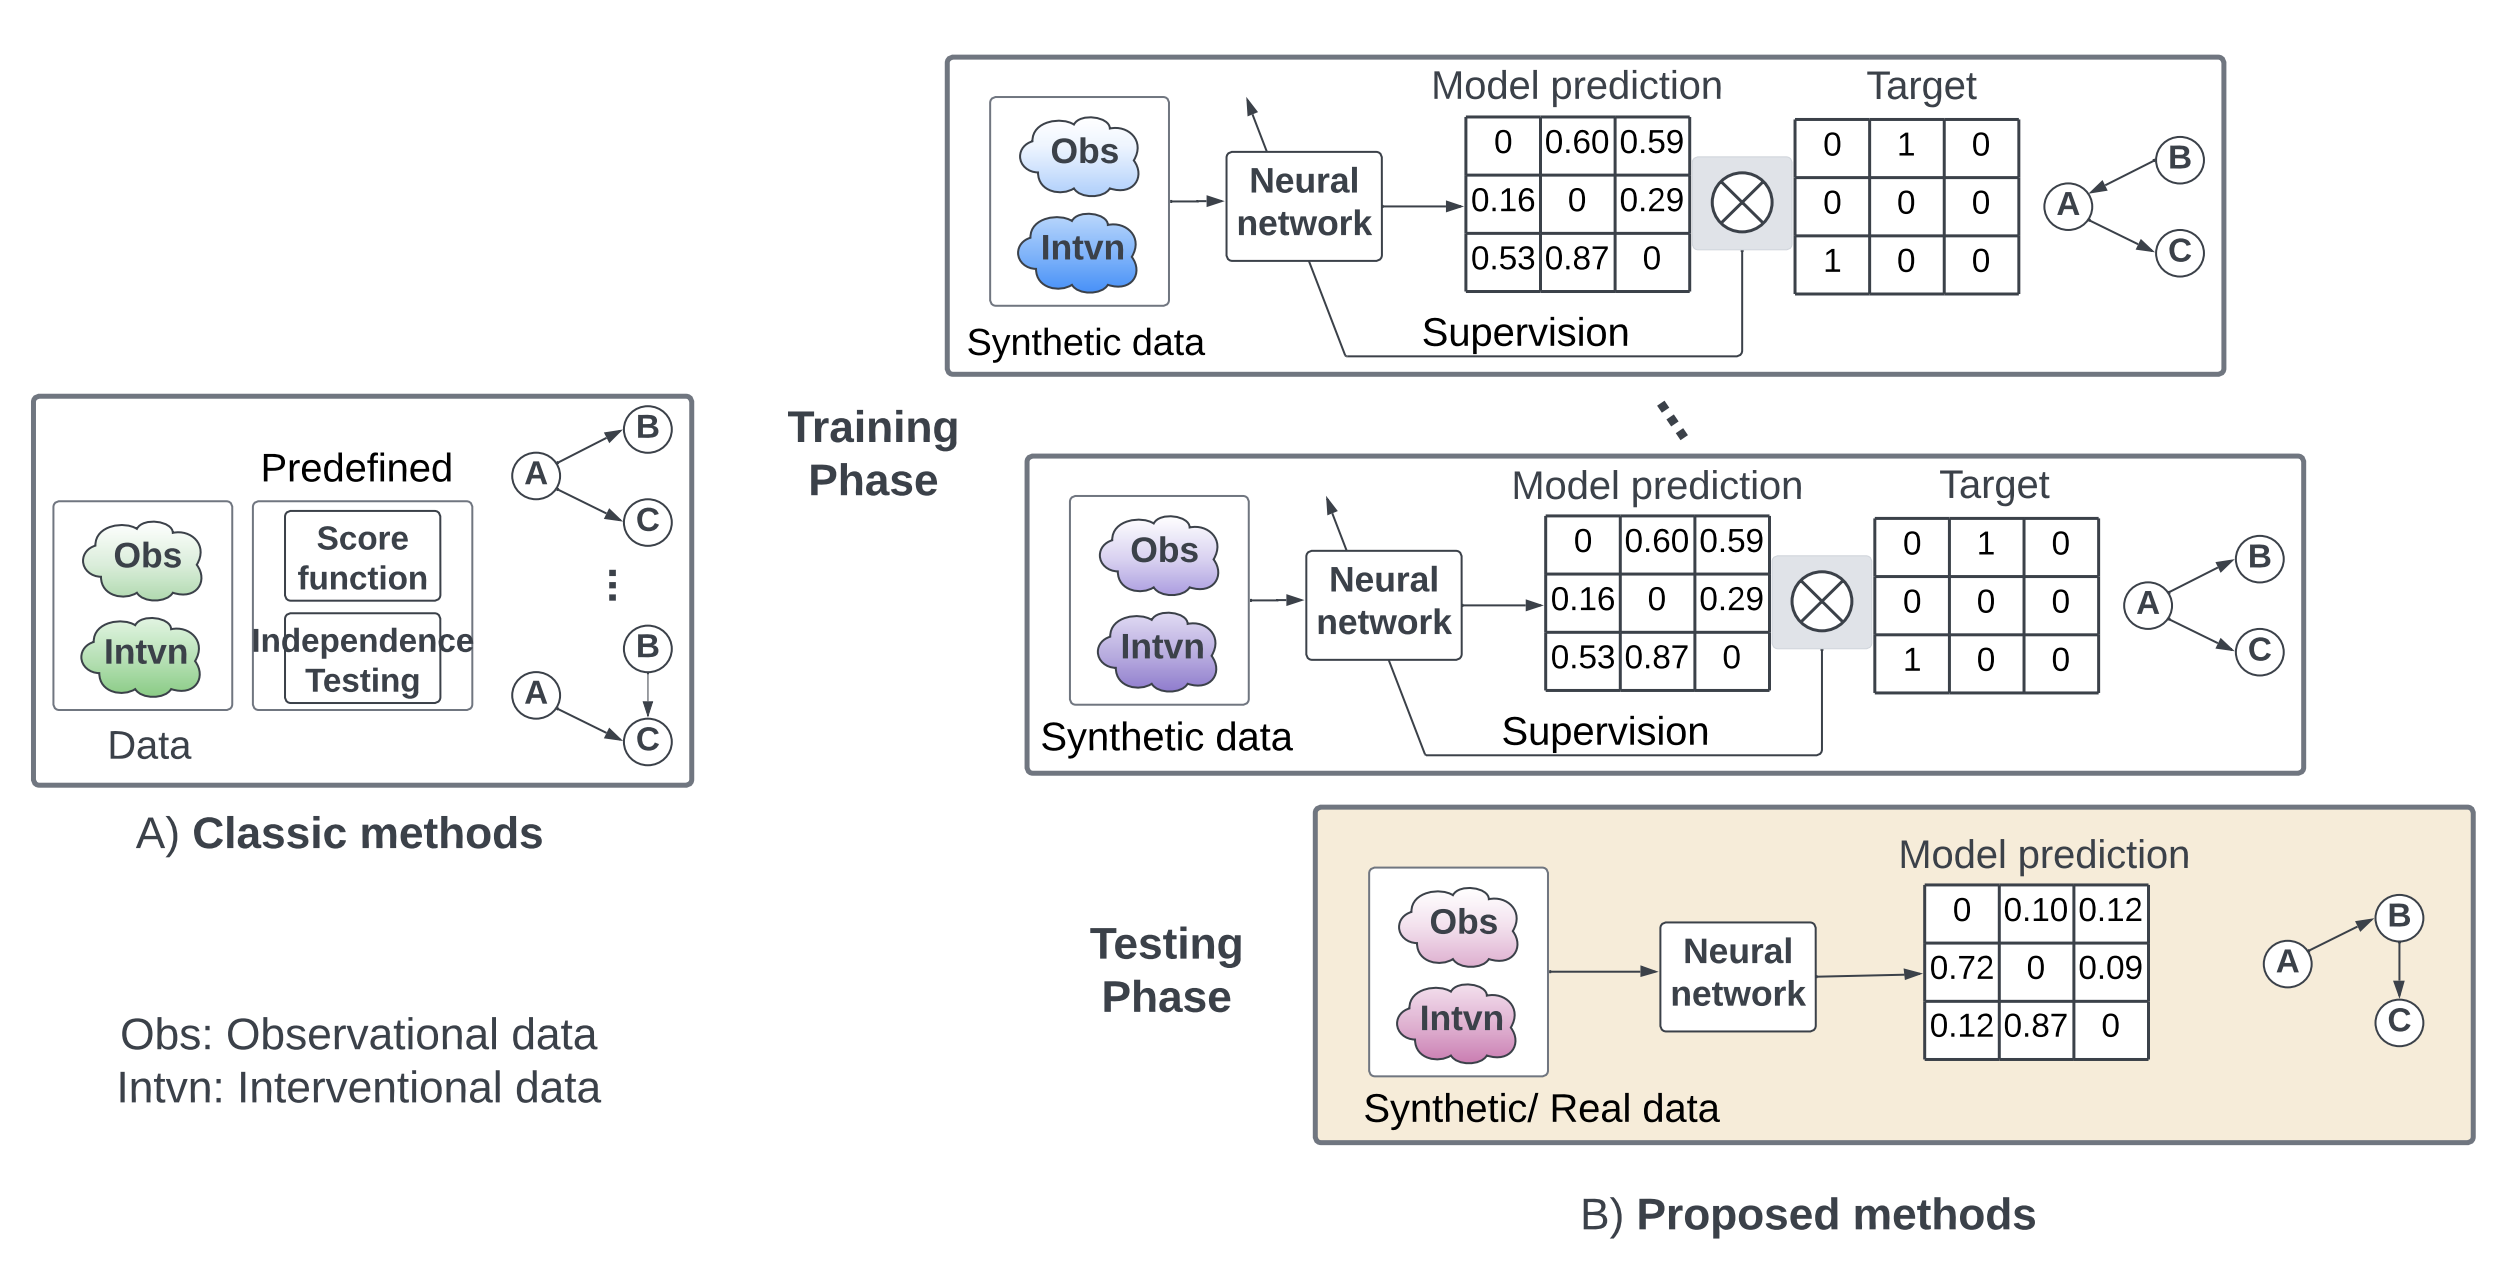 Predefined
Obs
Intvn
Data
Score
function
Independence
Testing
A
B
C
⋮
A
B
C
A) Classic methods
Obs: Observational data
Intvn: Interventional data
Training
Phase
Obs
Intvn
Synthetic data
Neural
network
Model prediction
0 0.60 0.59
0.16 0 0.29
0.53 0.87 0
Supervision
Target
0 1 0
0 0 0
1 0 0
A
B
C
Obs
Intvn
Synthetic data
Neural
network
Model prediction
0 0.60 0.59
0.16 0 0.29
0.53 0.87 0
Supervision
Target
0 1 0
0 0 0
1 0 0
A
B
C
Testing
Phase
Obs
Intvn
Synthetic/ Real data
Neural
network
Model prediction
0 0.10 0.12
0.72 0 0.09
0.12 0.87 0
A
B
C
B) Proposed methods